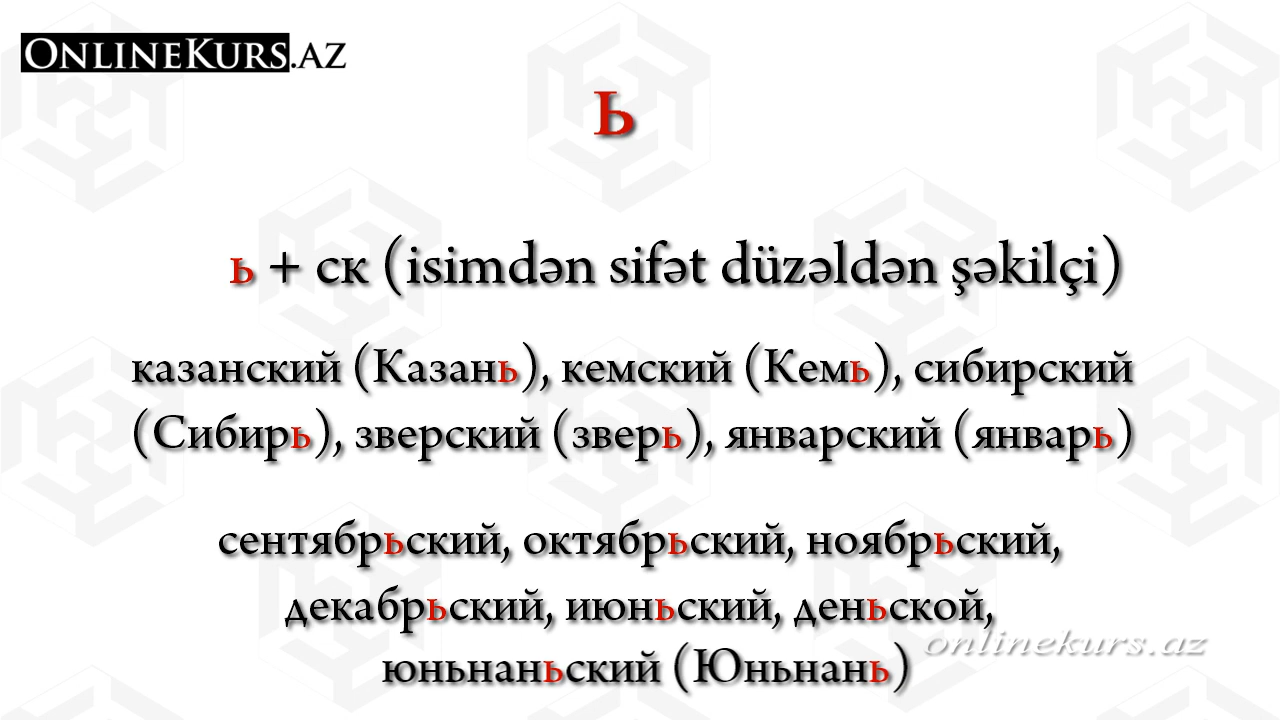 ONLINEKURS.AZ
Ь
ь + ск (isimdən sifət düzəldən şəkilçi)
казанский (Казань), кемский (Кемь), сибирский
(Сибирь), зверский (зверь), январский (январь)
сентябрьский, октябрьский, ноябрьский,
декабрьский, июньский, деньской,
onlinekurs.az
юньнаньский (Юньнань)